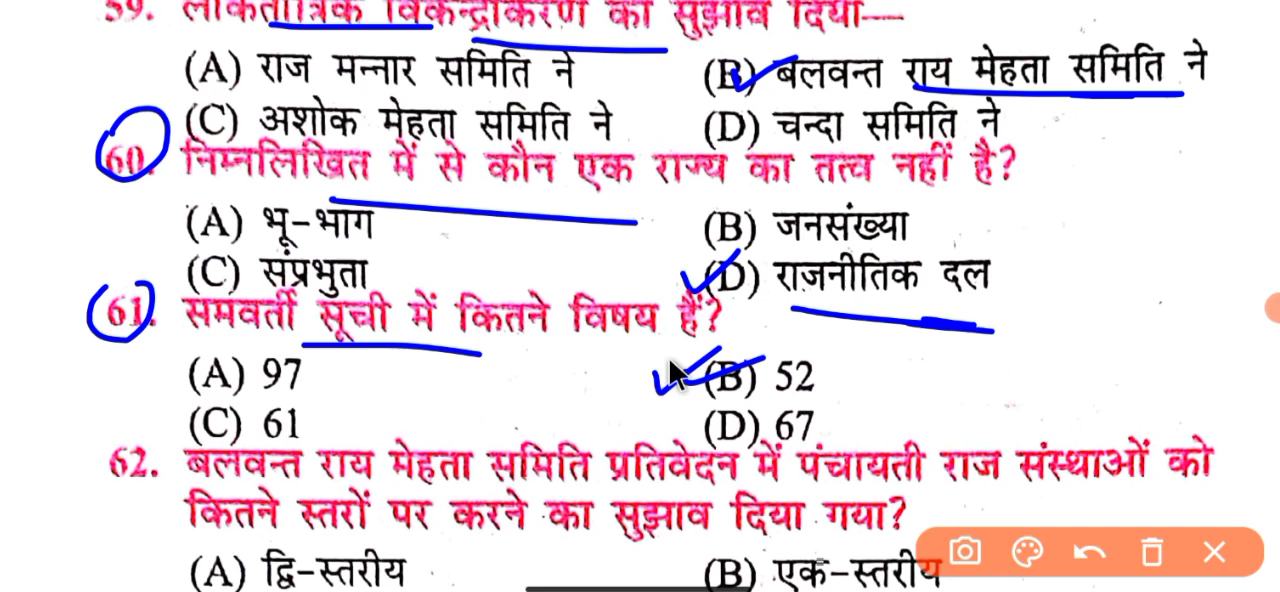 59. लोकतांत्रिक विकेन्द्रीकरण का सुझाव दिया—
(A) राज मन्नार समिति ने (B) बलवन्त राय मेहता समिति ने
(C) अशोक मेहता समिति ने (D) चन्दा समिति ने
60. निम्नलिखित में से कौन एक राज्य का तत्व नहीं है?
(A) भू-भाग (B) जनसंख्या
(C) संप्रभुता (D) राजनीतिक दल
61. समवर्ती सूची में कितने विषय हैं?
(A) 97 (B) 52
(C) 61 (D) 67
62. बलवन्त राय मेहता समिति प्रतिवेदन में पंचायती राज संस्थाओं को
कितने स्तरों पर करने का सुझाव दिया गया?
(A) द्वि-स्तरीय (B) एक-स्तरीय